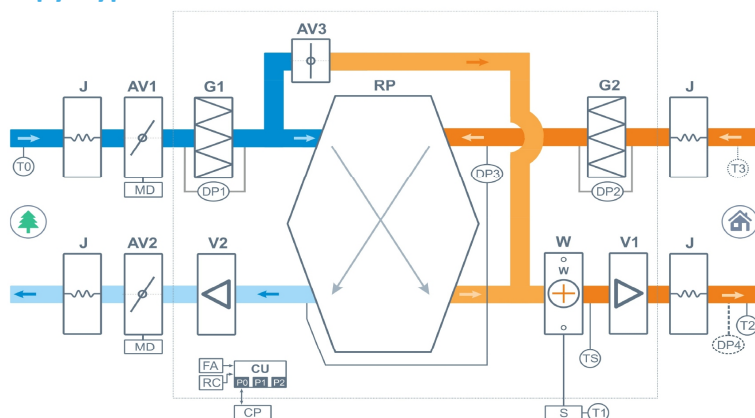 AV3
J
AV1
G1
RP
G2
J
T0
MD
DP1
DP3
DP2
T3
J
AV2
V2
W
V1
J
w
MD
TS
DP4
T2
FA
RC
CU
P0 P1 P2
CP
S
T1